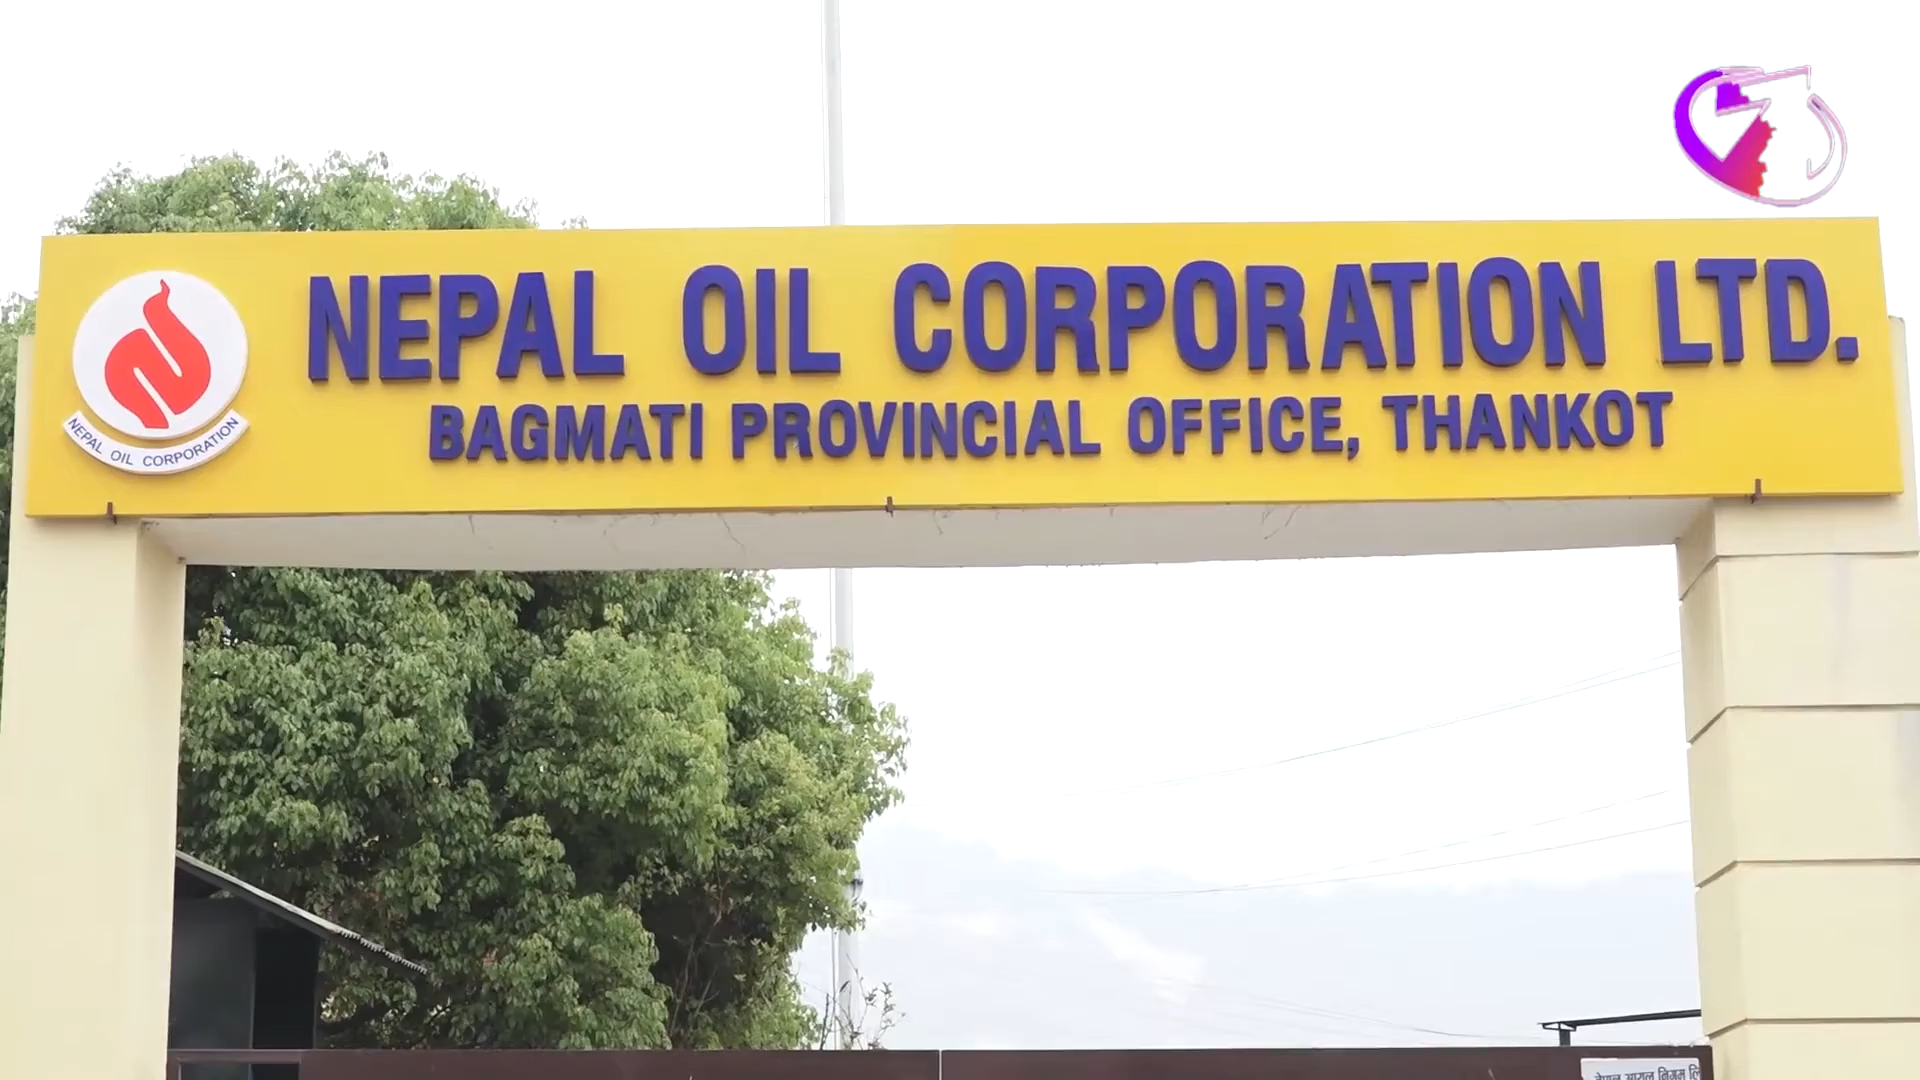 NEPAL OIL CORPORATION LTD.
BAGMATI PROVINCIAL OFFICE, THANKOT
NEPAL OIL CORPORATION